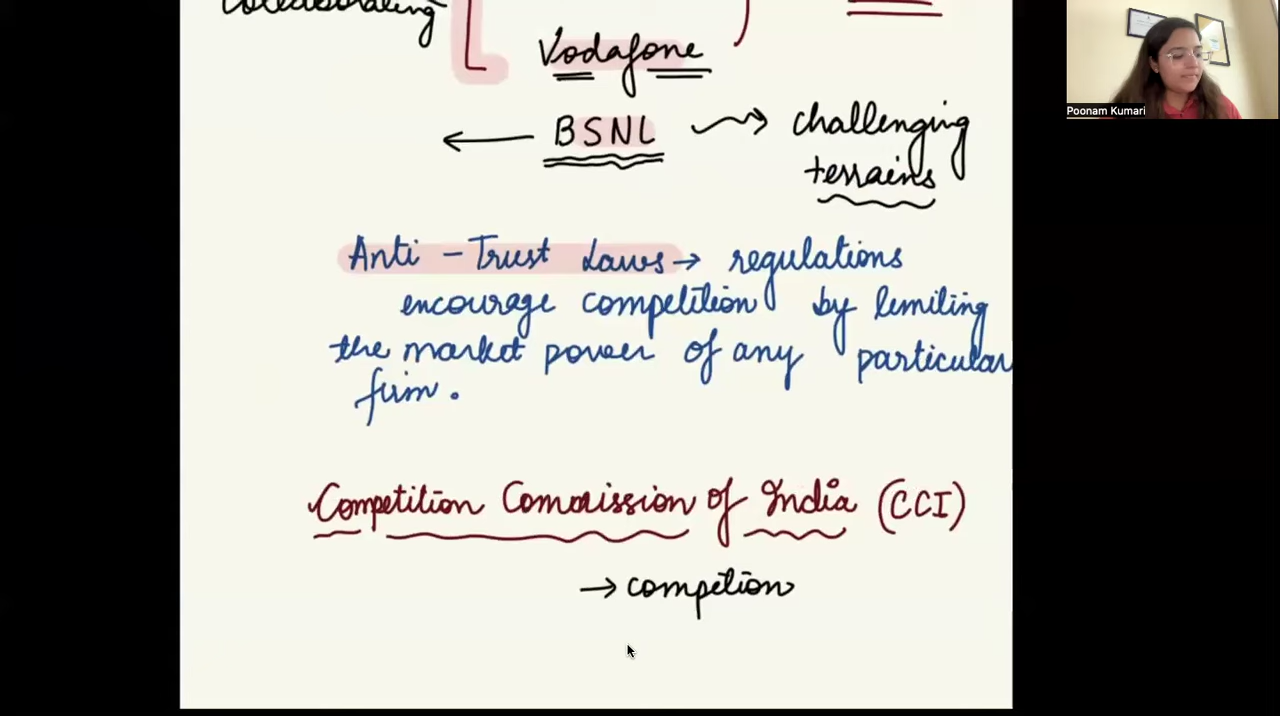 Collaborating
Vodafone
Poonam Kumari
← BSNL → challenging
terrains
Anti - Trust Laws → regulations
encourage competition by limiting
the market power of any particular
firm.
Competition Commission of India (CCI)
→ competion